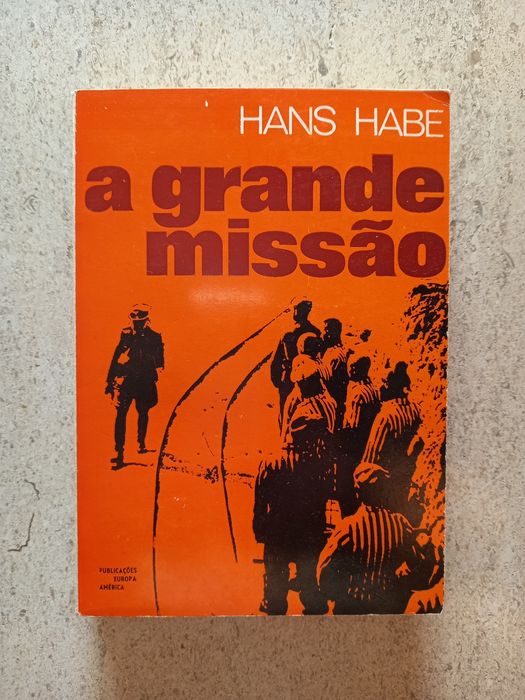 HANS HABE
a grande
missão
PUBLICAÇÕES
EUROPA
AMÉRICA